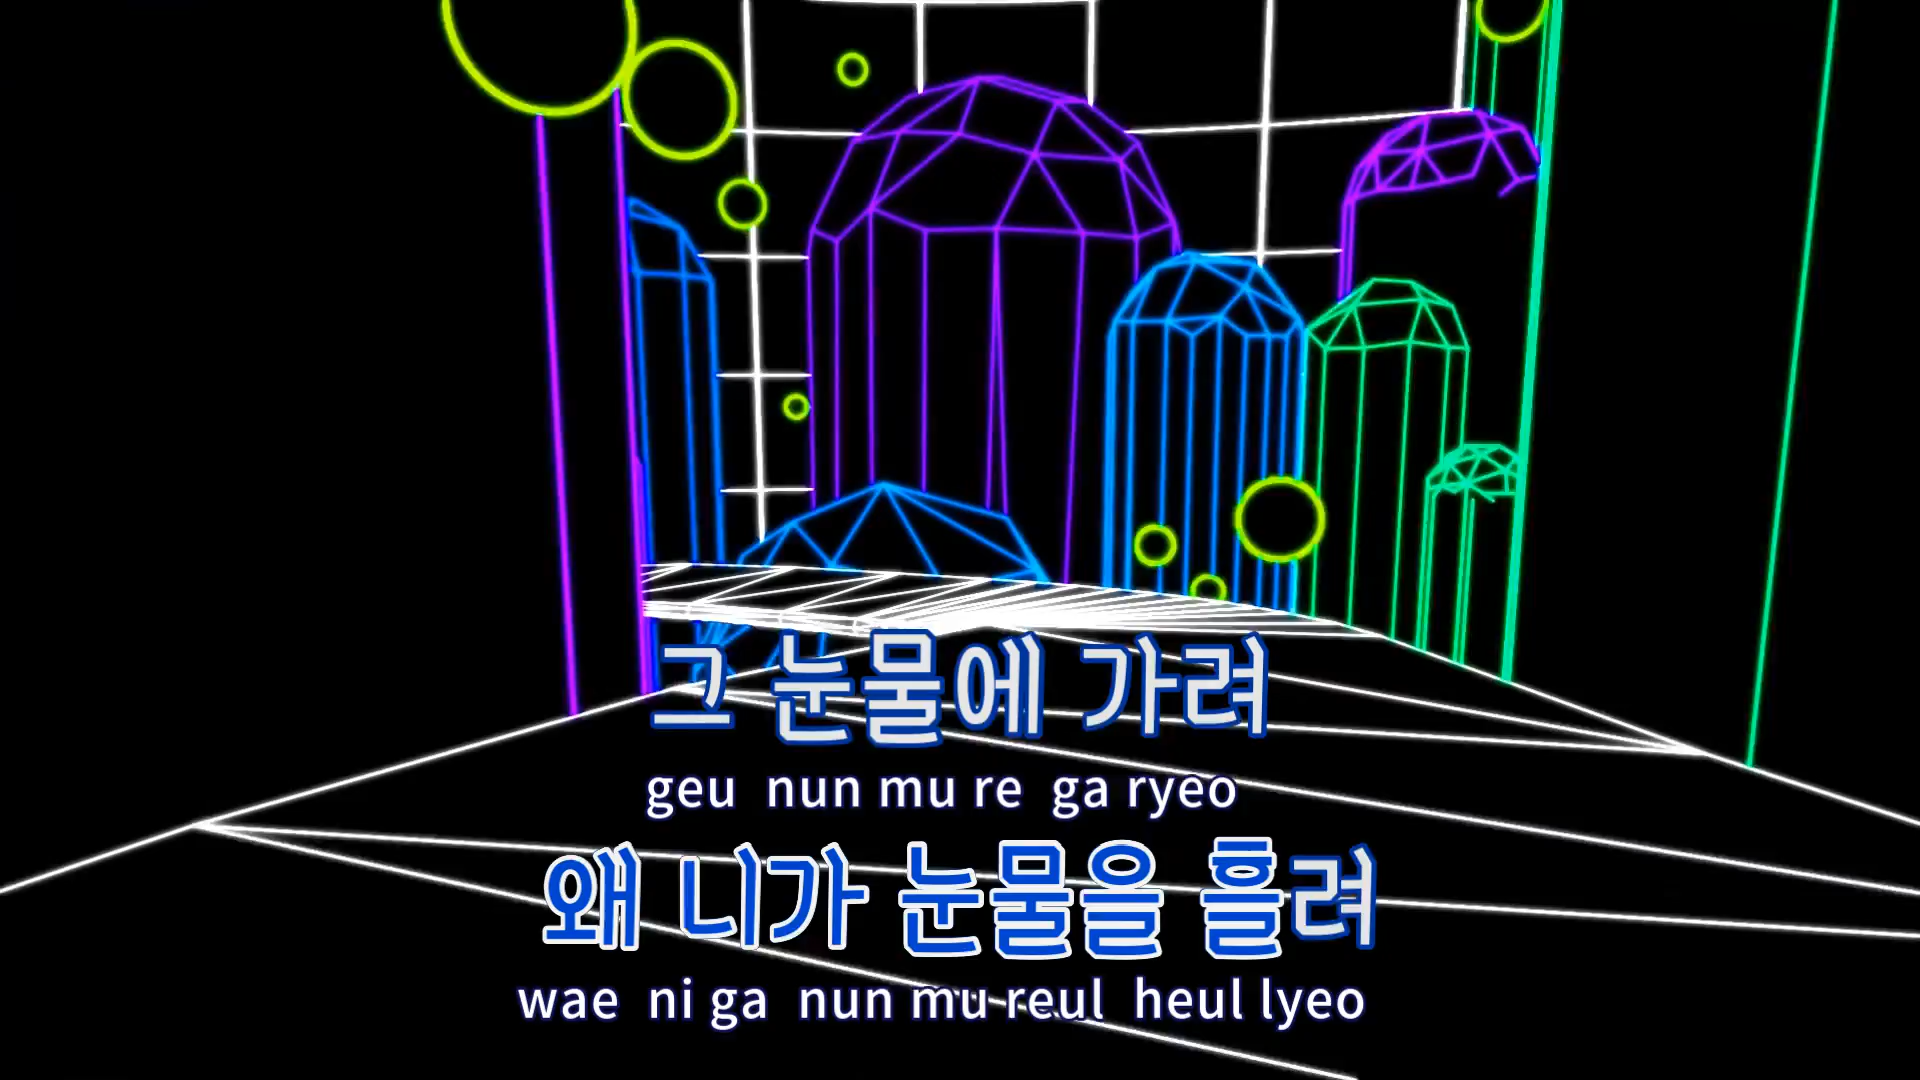 그 눈물에 가려
geu nun mu re ga ryeo
왜 니가 눈물을 흘려
wae ni ga nun mu reul heul lyeo